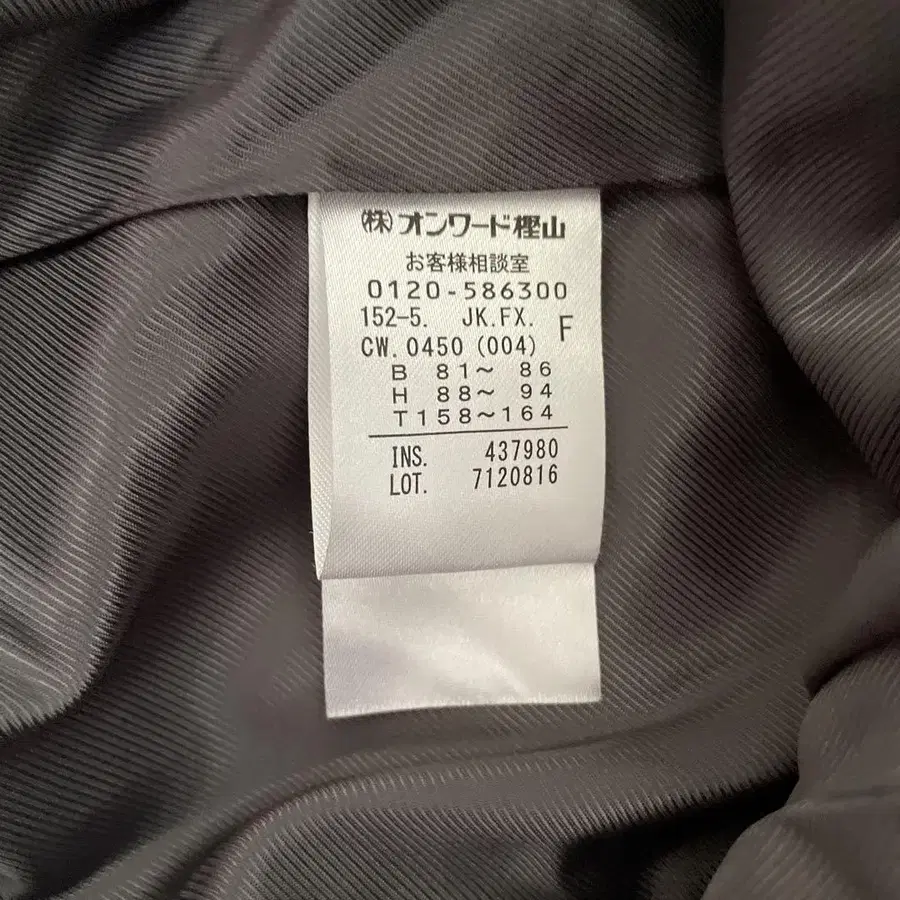 ㈱オンワード樫山
お客様相談室
0120-586300
152-5. JK.FX. F
CW.0450(004)
B 81〜 86
H 88〜 94
T158〜164
INS. 437980
LOT. 7120816